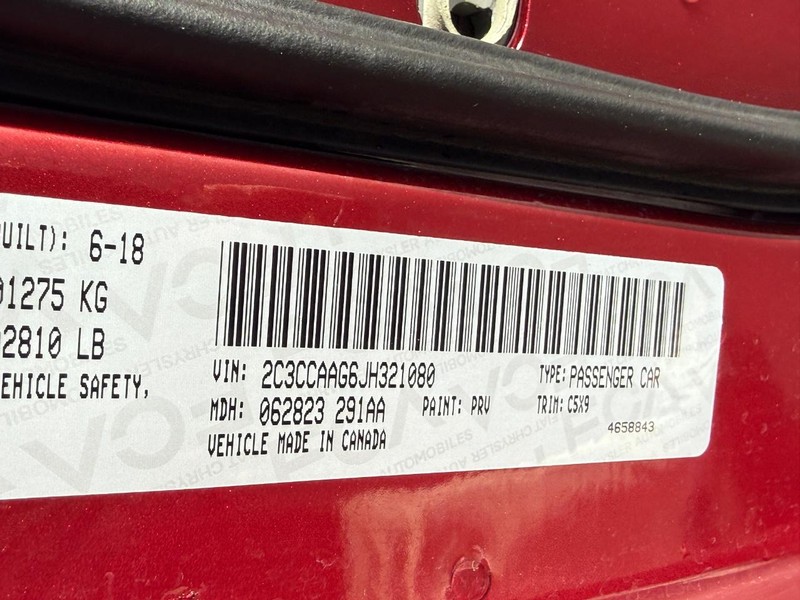 UILT): 6-18
1275 KG
2810 LB
EHICLE SAFETY,
VIN: 2C3CCAAG6JH321080 TYPE: PASSENGER CAR
MDH: 062823 291AA PAINT: PRV TRIM: C5X9
VEHICLE MADE IN CANADA 4658843